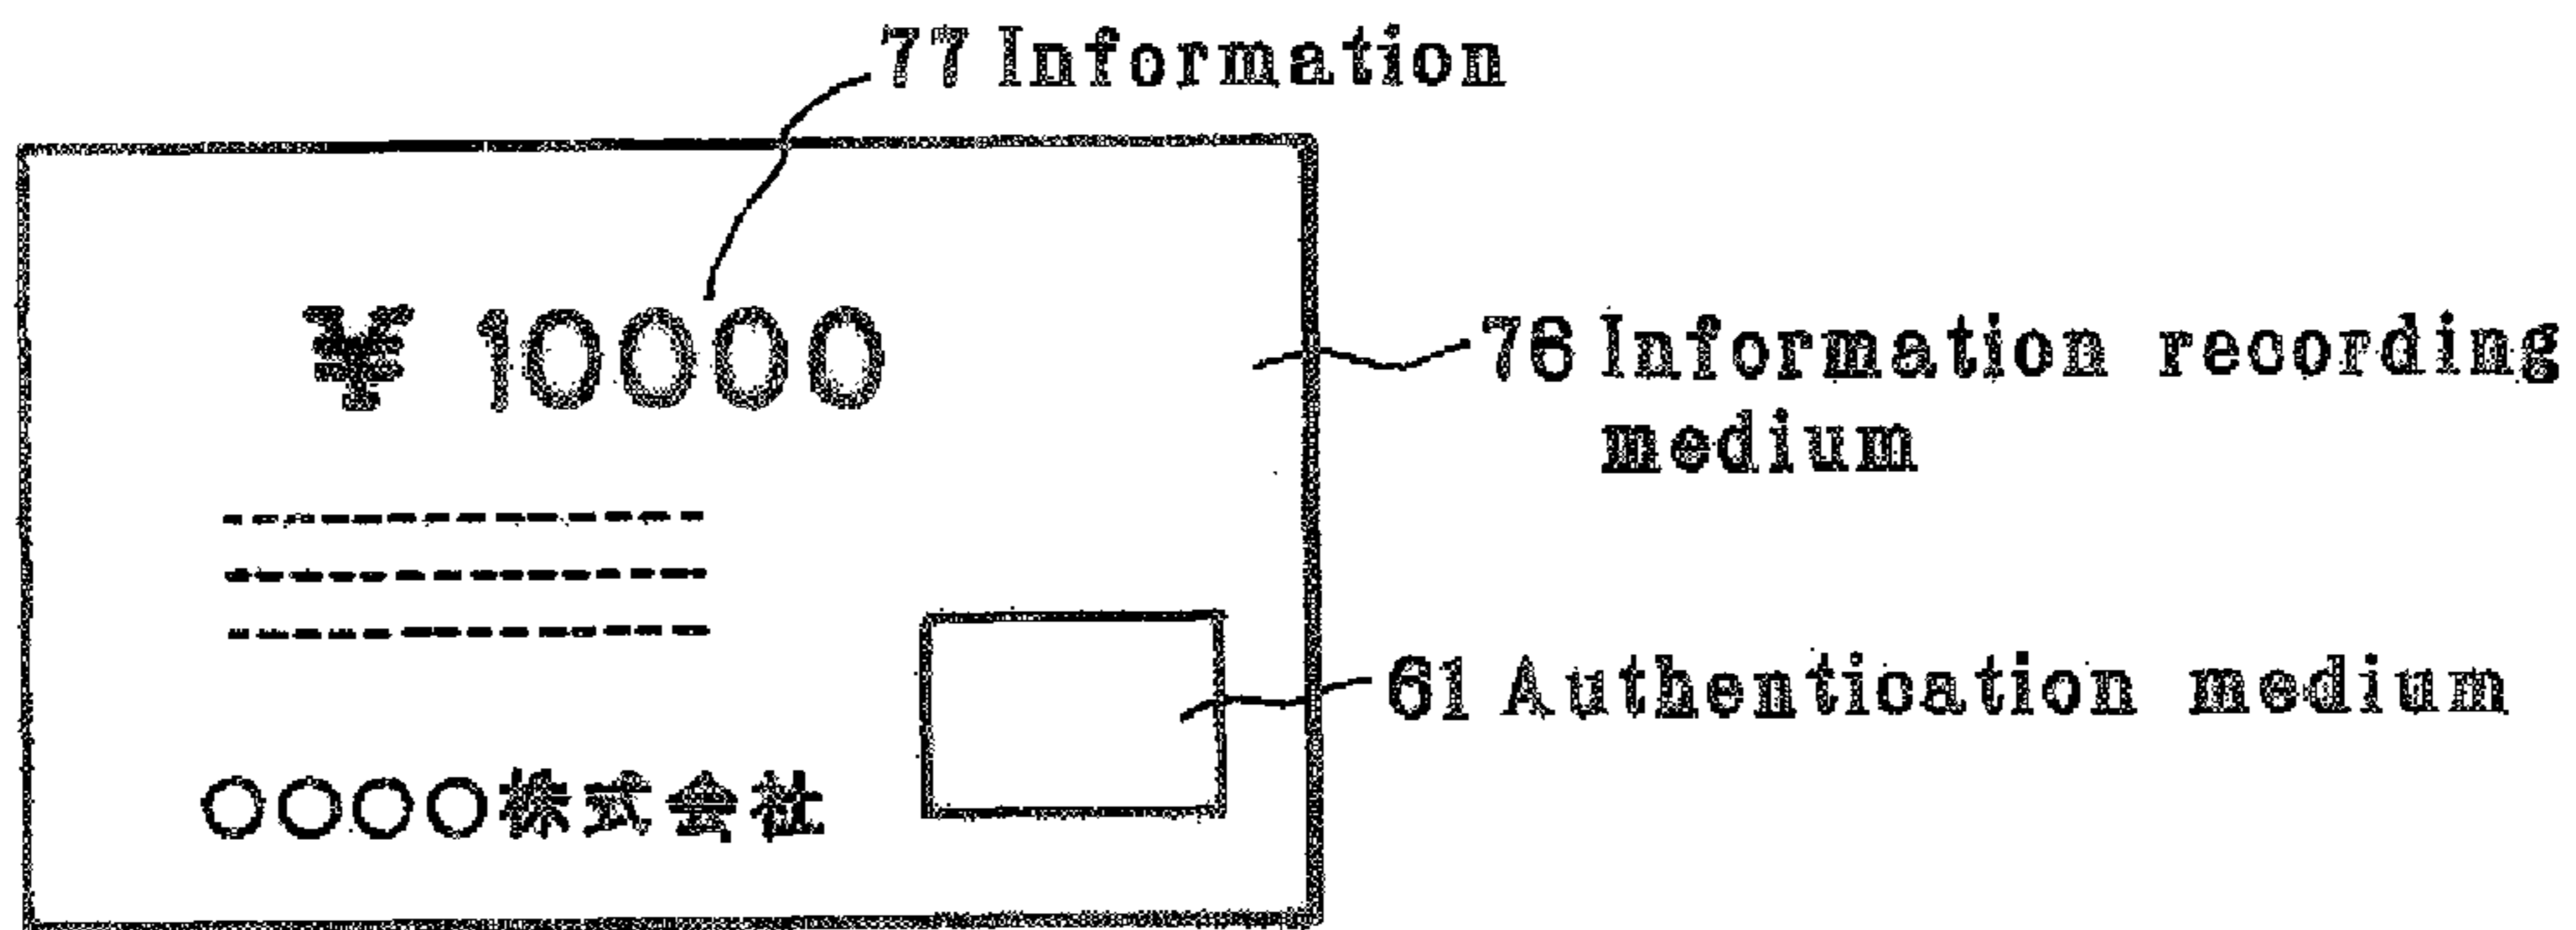 77 Information
¥ 10000
76 Information recording
medium
61 Authentication medium
○○○○株式会社